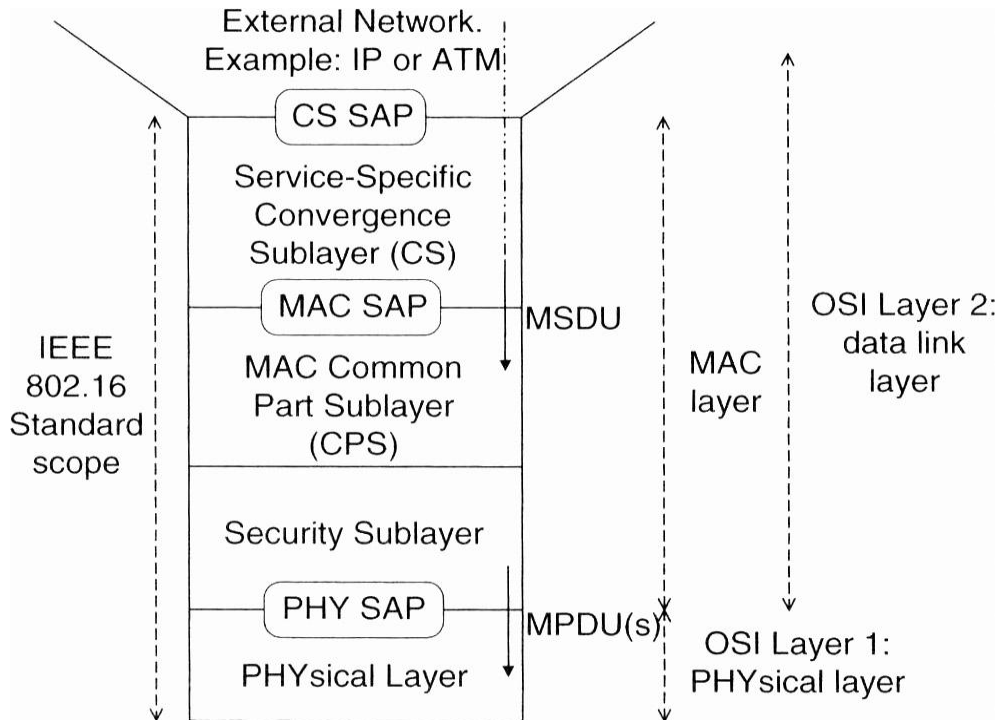 External Network.
Example: IP or ATM
CS SAP
Service-Specific
Convergence
Sublayer (CS)
MAC SAP
MSDU
MAC Common
Part Sublayer
(CPS)
Security Sublayer
PHY SAP
MPDU(s)
PHYsical Layer
IEEE
802.16
Standard
scope
MAC
layer
OSI Layer 2:
data link
layer
OSI Layer 1:
PHYsical layer